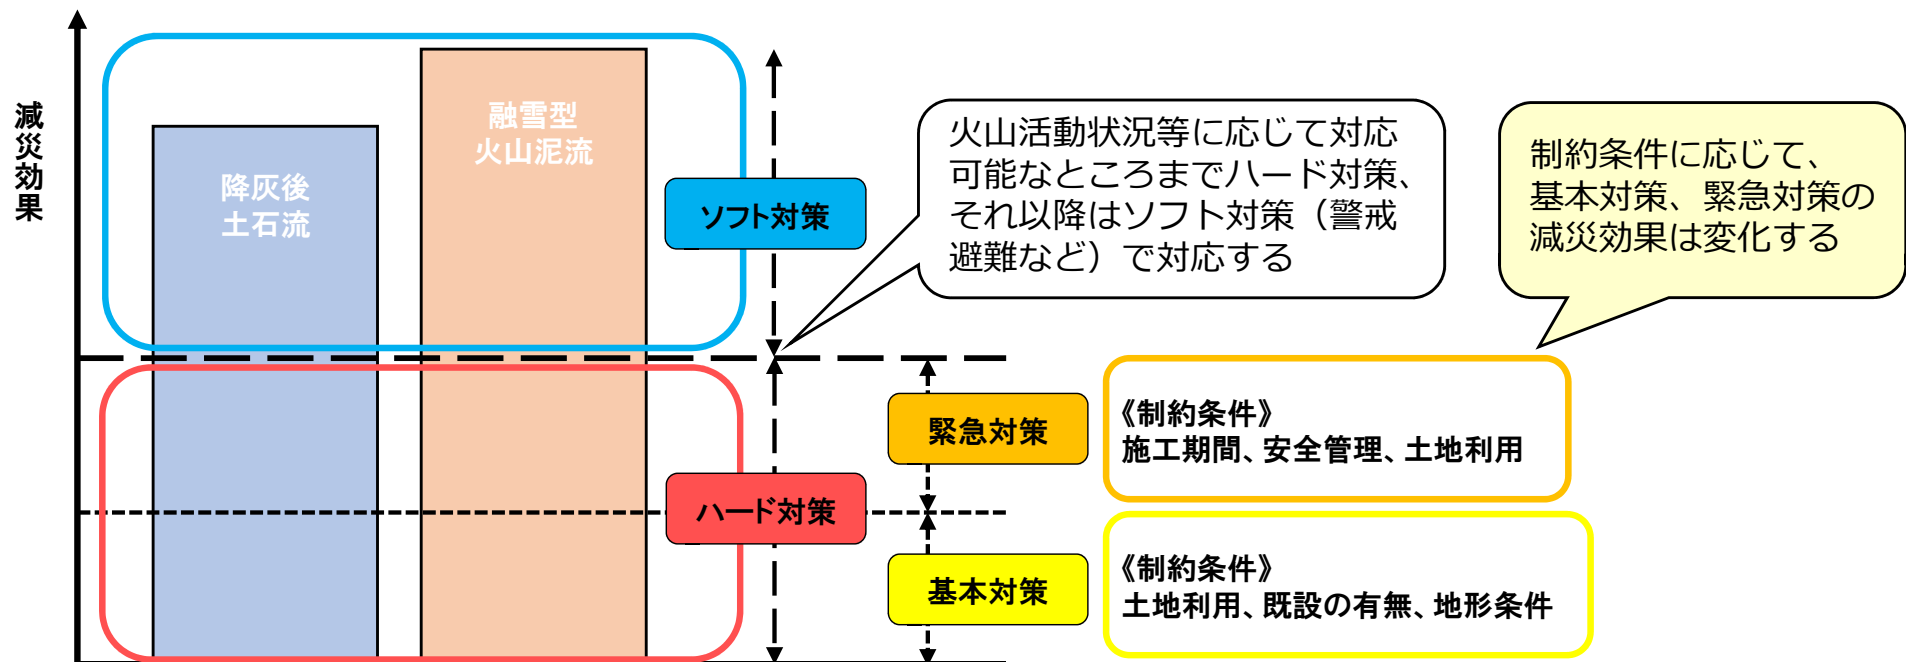 減災効果
降灰後
土石流
融雪型
火山泥流
ソフト対策
火山活動状況等に応じて対応
可能なところまでハード対策、
それ以降はソフト対策（警戒
避難など）で対応する
制約条件に応じて、
基本対策、緊急対策の
減災効果は変化する
緊急対策
《制約条件》
施工期間、安全管理、土地利用
ハード対策
基本対策
《制約条件》
土地利用、既設の有無、地形条件